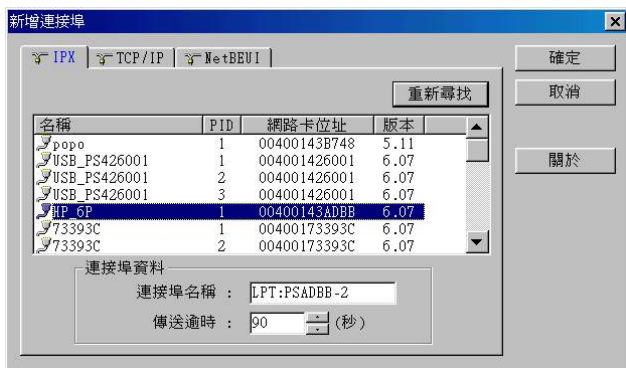 新增連接埠
IPX TCP/IP NetBEUI
確定
重新尋找
取消
名稱 PID 網路卡位址 版本
popo 1 00400143B748 5.11
USB_PS426001 1 004001426001 6.07
關於
USB_PS426001 2 004001426001 6.07
USB_PS426001 3 004001426001 6.07
HP_6P 1 00400143ADBB 6.07
73393C 1 00400173393C 6.07
73393C 2 00400173393C 6.07
連接埠資料
連接埠名稱 : LPT:PSADBB-2
傳送逾時 : 90 (秒)